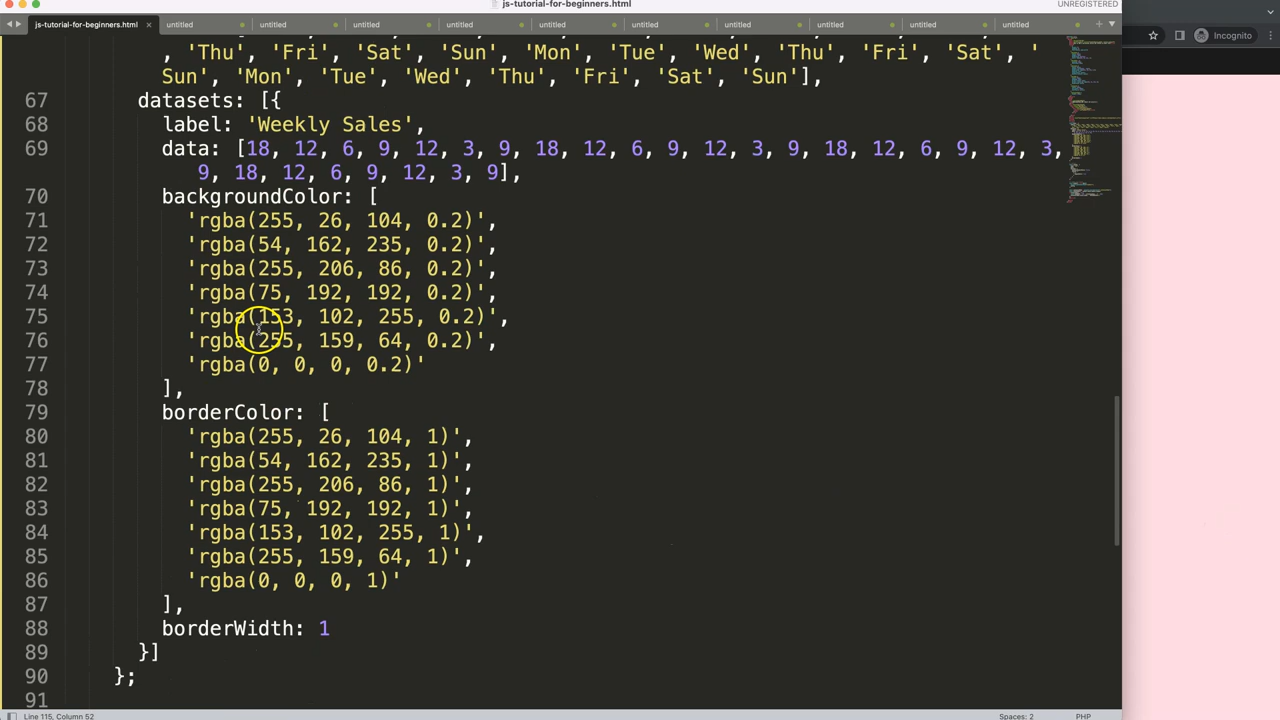 js-tutorial-for-beginners.html
UNREGISTERED
js-tutorial-for-beginners.html × untitled untitled untitled untitled untitled untitled untitled untitled untitled untitled
Incognito
, 'Thu', 'Fri', 'Sat', 'Sun', 'Mon', 'Tue', 'Wed', 'Thu', 'Fri', 'Sat', '
Sun', 'Mon', 'Tue', 'Wed', 'Thu', 'Fri', 'Sat', 'Sun'],
67 datasets: [{
68 label: 'Weekly Sales',
69 data: [18, 12, 6, 9, 12, 3, 9, 18, 12, 6, 9, 12, 3, 9, 18, 12, 6, 9, 12, 3,
9, 18, 12, 6, 9, 12, 3, 9],
70 backgroundColor: [
71 'rgba(255, 26, 104, 0.2)',
72 'rgba(54, 162, 235, 0.2)',
73 'rgba(255, 206, 86, 0.2)',
74 'rgba(75, 192, 192, 0.2)',
75 'rgba(153, 102, 255, 0.2)',
76 'rgba(255, 159, 64, 0.2)',
77 'rgba(0, 0, 0, 0.2)'
78 ],
79 borderColor: [
80 'rgba(255, 26, 104, 1)',
81 'rgba(54, 162, 235, 1)',
82 'rgba(255, 206, 86, 1)',
83 'rgba(75, 192, 192, 1)',
84 'rgba(153, 102, 255, 1)',
85 'rgba(255, 159, 64, 1)',
86 'rgba(0, 0, 0, 1)'
87 ],
88 borderWidth: 1
89 }]
90 };
91
Line 115, Column 52
Spaces: 2
PHP